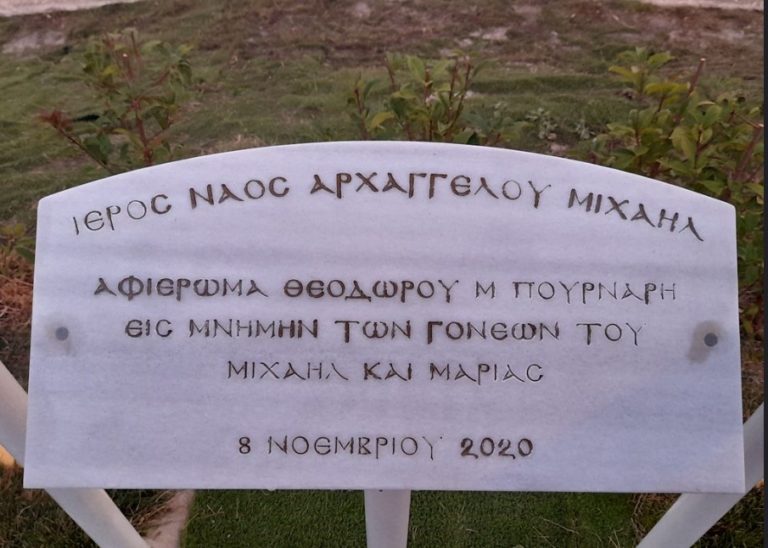 ΙΕΡΟΣ ΝΑΟΣ ΑΡΧΑΓΓΕΛΟΥ ΜΙΧΑΗΛ
ΑΦΙΕΡΩΜΑ ΘΕΟΔΩΡΟΥ Μ ΠΟΥΡΝΑΡΗ
ΕΙΣ ΜΝΗΜΗΝ ΤΩΝ ΓΟΝΕΩΝ ΤΟΥ
ΜΙΧΑΗΛ ΚΑΙ ΜΑΡΙΑΣ
8 ΝΟΕΜΒΡΙΟΥ 2020